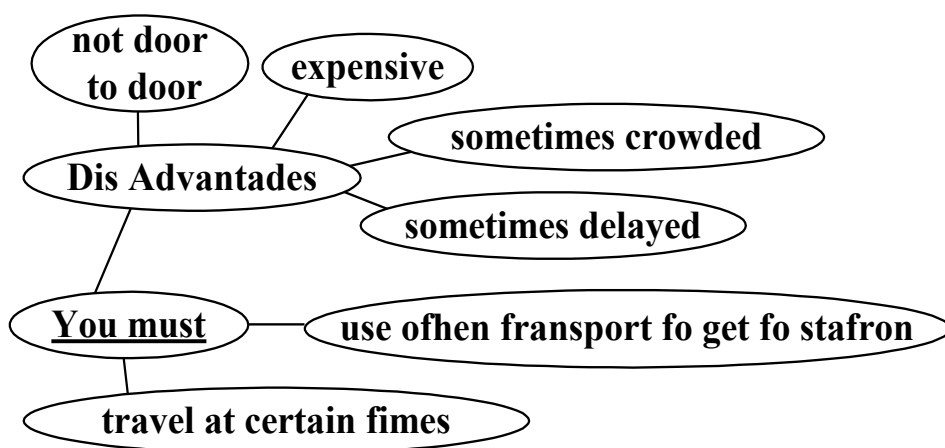 not door
to door
expensive
sometimes crowded
Dis Advantades
sometimes delayed
You must
use ofhen fransport fo get fo stafron
travel at certain fimes